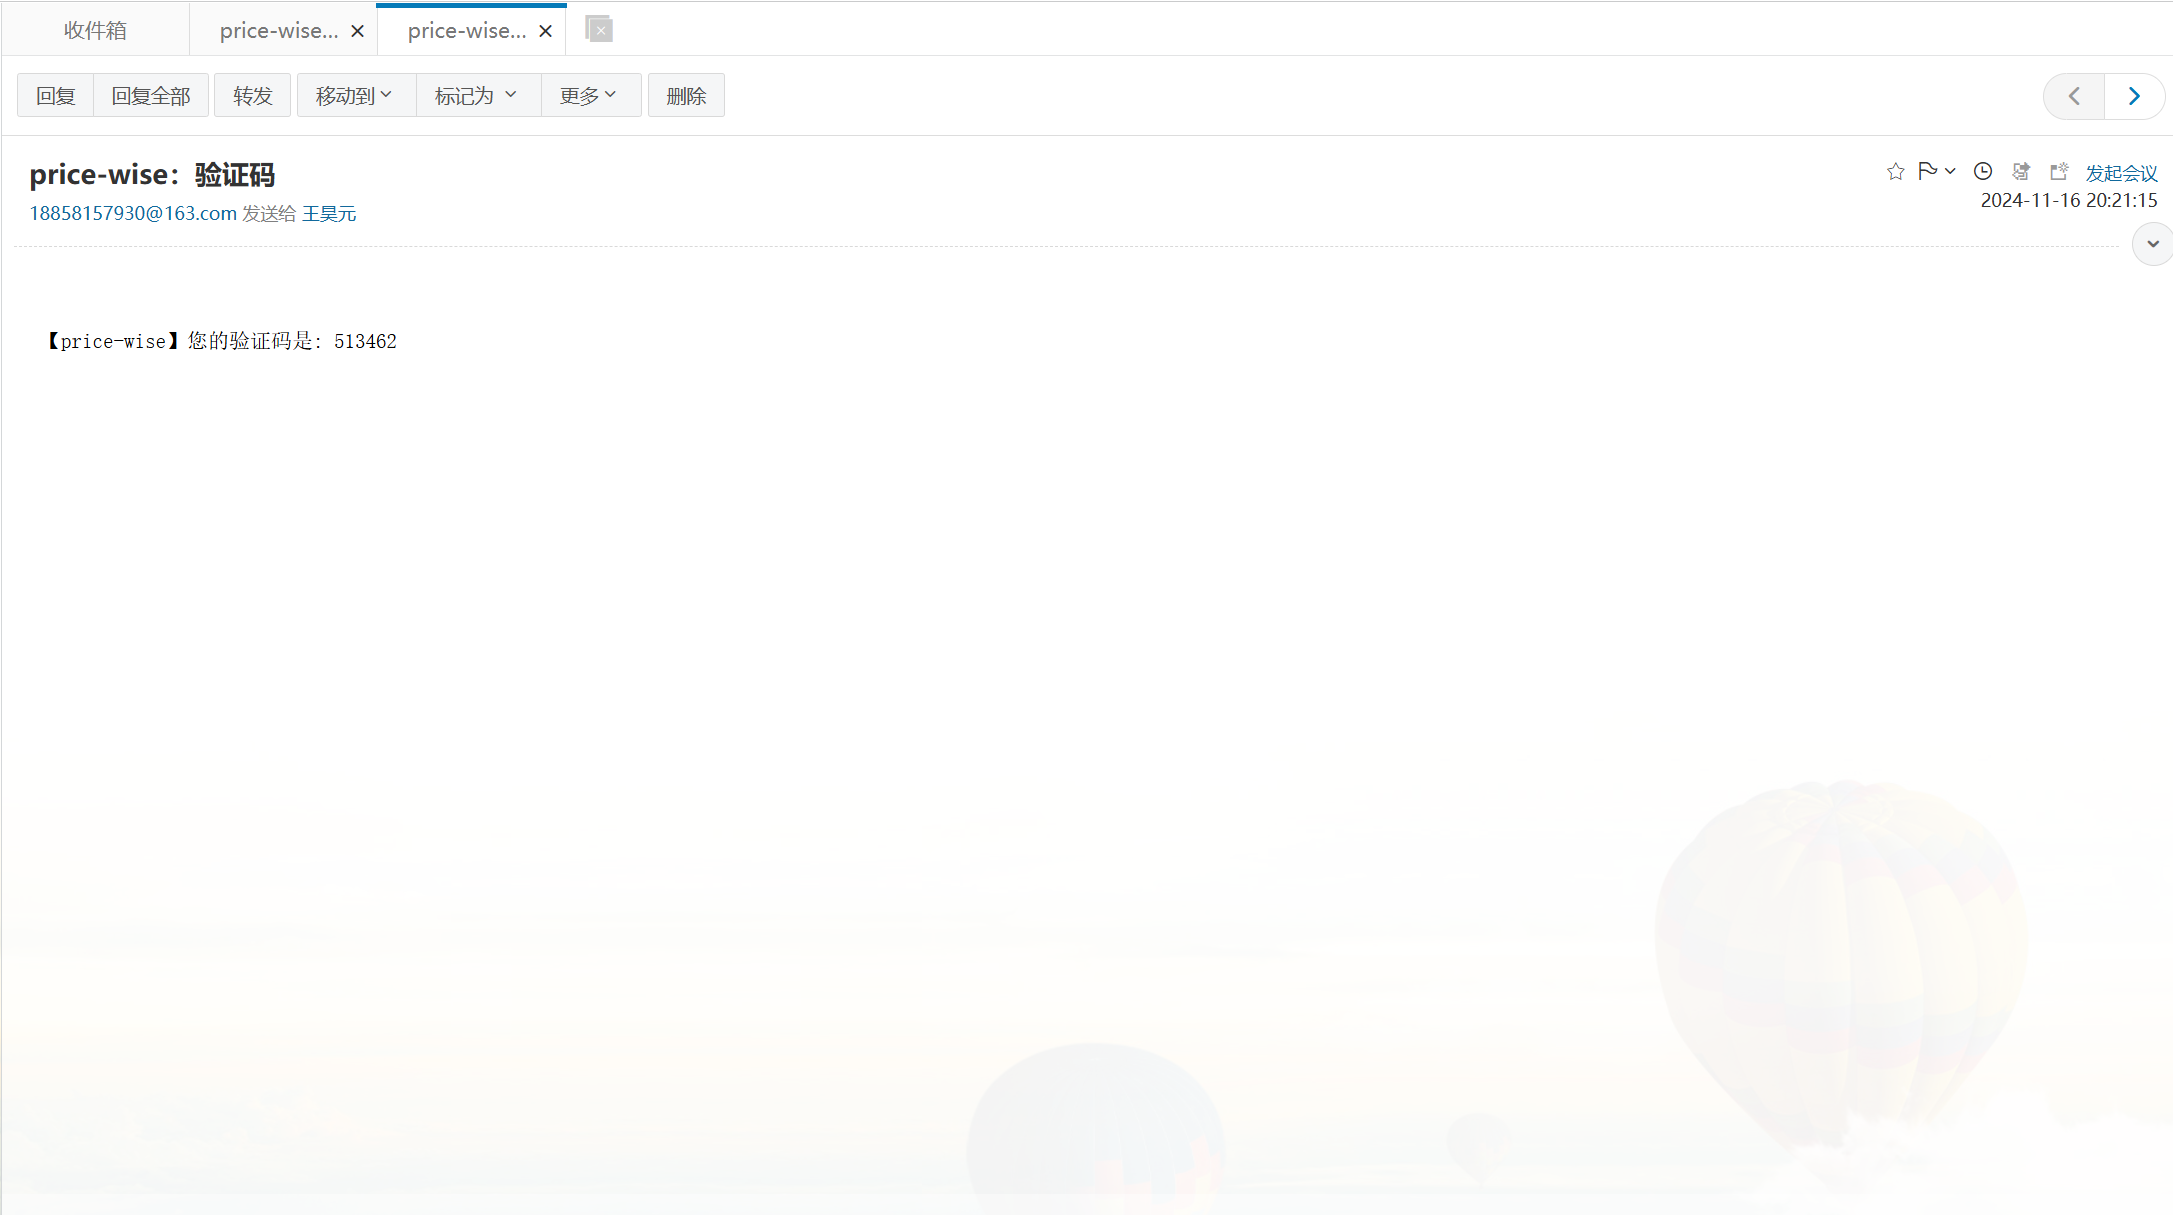 收件箱 price-wise... price-wise...
回复 回复全部 转发 移动到 标记为 更多 删除
price-wise：验证码
发起会议
18858157930@163.com 发送给 王昊元
2024-11-16 20:21:15
【price-wise】您的验证码是: 513462